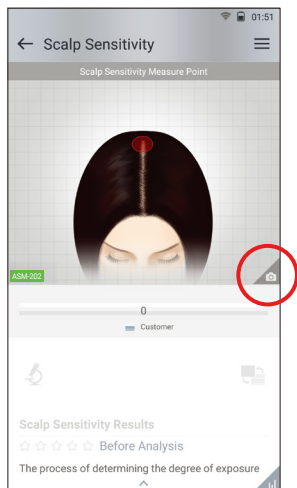 01:51
Scalp Sensitivity
Scalp Sensitivity Measure Point
ASM-202
0
Customer
Scalp Sensitivity Results
Before Analysis
The process of determining the degree of exposure